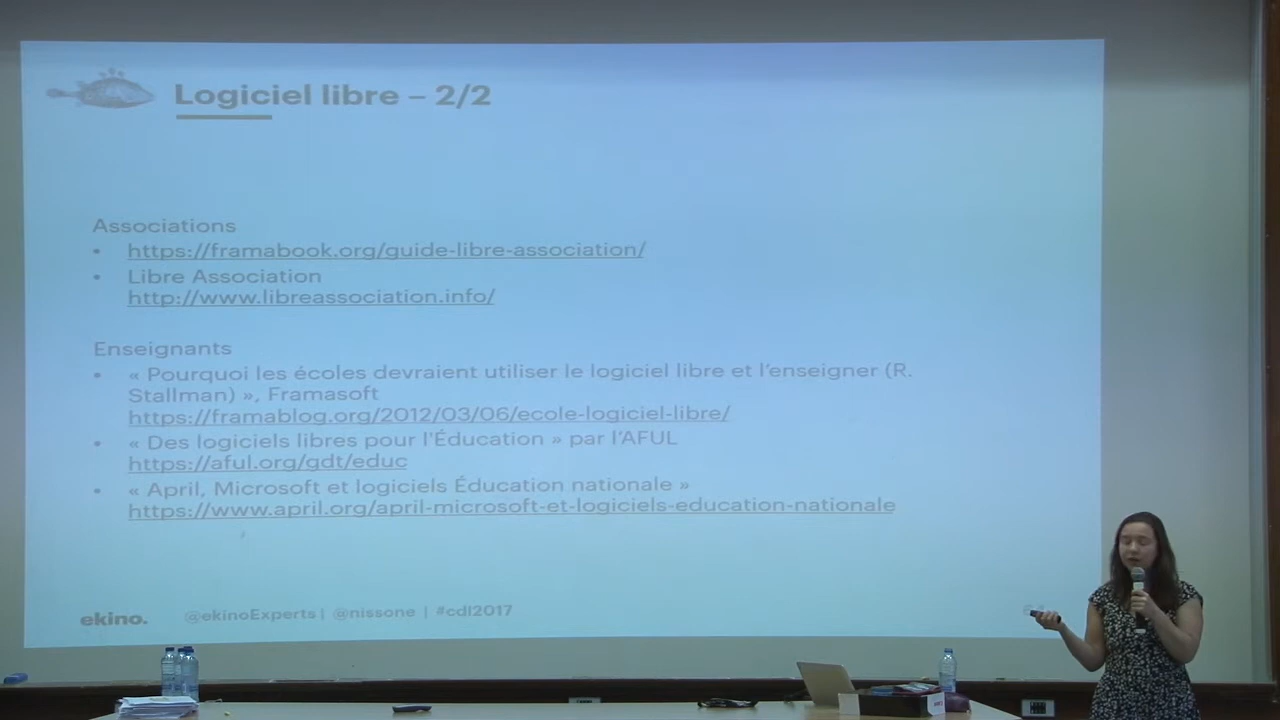 Logiciel libre – 2/2
Associations
• https://framabook.org/guide-libre-association/
• Libre Association
http://www.libreassociation.info/
Enseignants
• « Pourquoi les écoles devraient utiliser le logiciel libre et l'enseigner (R.
Stallman) », Framasoft
https://framablog.org/2012/03/06/ecole-logiciel-libre/
• « Des logiciels libres pour l'Éducation » par l'AFUL
https://aful.org/gdt/educ
• « April, Microsoft et logiciels Éducation nationale »
https://www.april.org/april-microsoft-et-logiciels-education-nationale
ekino. @ekinoExperts | @nissone | #cdl2017